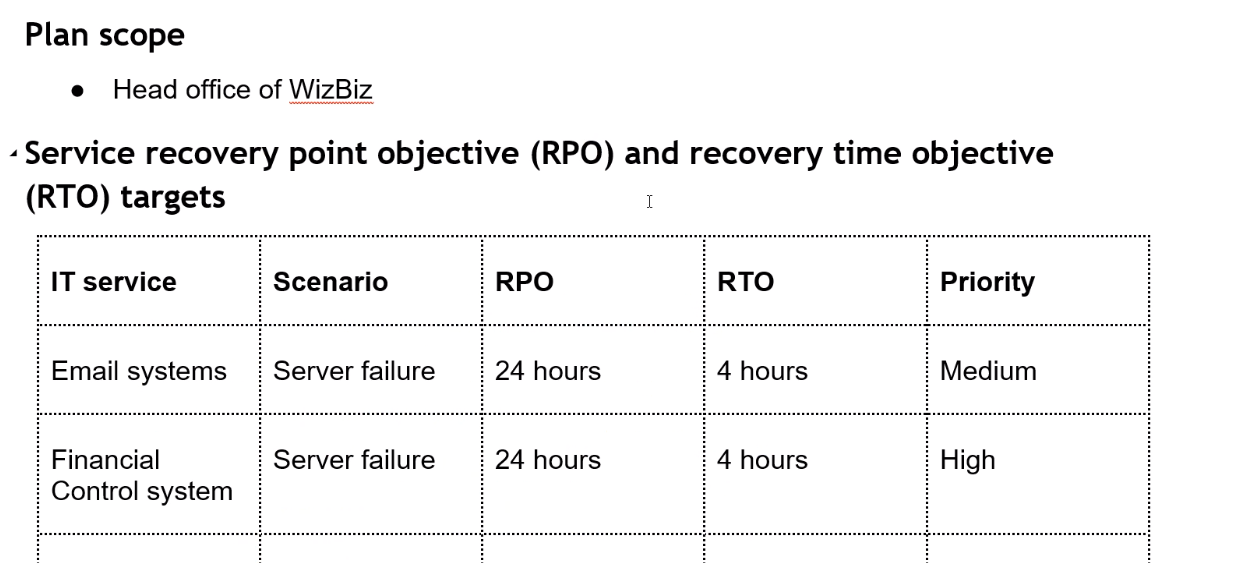 Plan scope
● Head office of WizBiz
Service recovery point objective (RPO) and recovery time objective
(RTO) targets
IT service Scenario RPO RTO Priority
Email systems Server failure 24 hours 4 hours Medium
Financial Server failure 24 hours 4 hours High
Control system